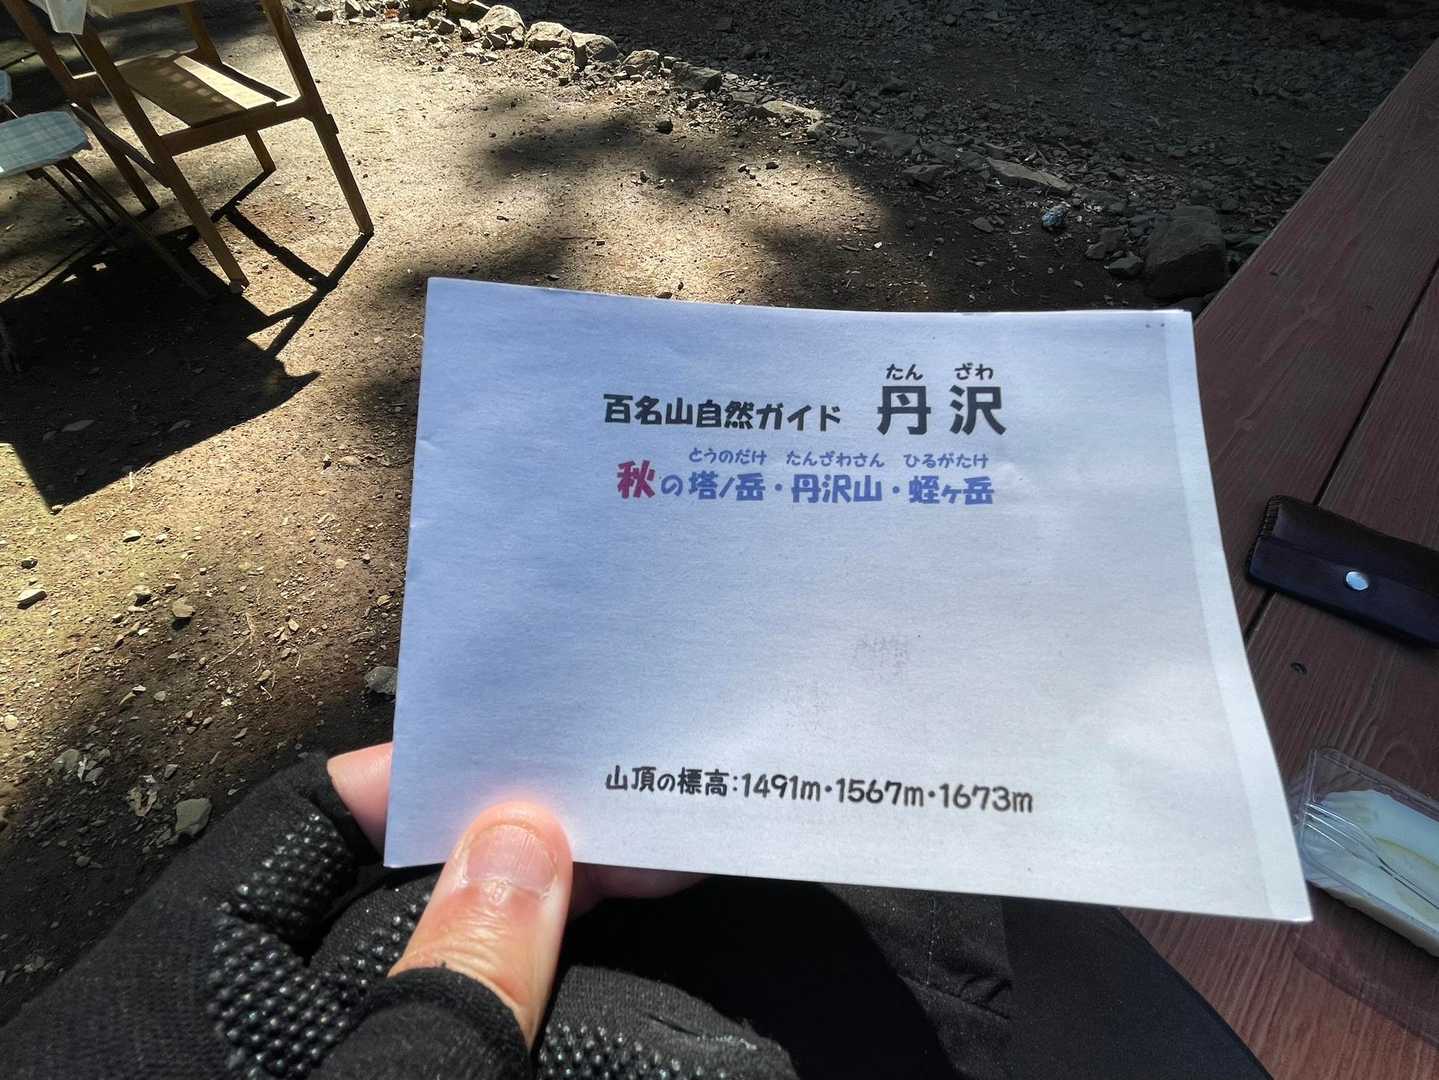 たん ざわ
百名山自然ガイド 丹沢
とうのだけ たんざわさん ひるがたけ
秋の塔ノ岳・丹沢山・蛭ヶ岳
山頂の標高:1491m・1567m・1673m